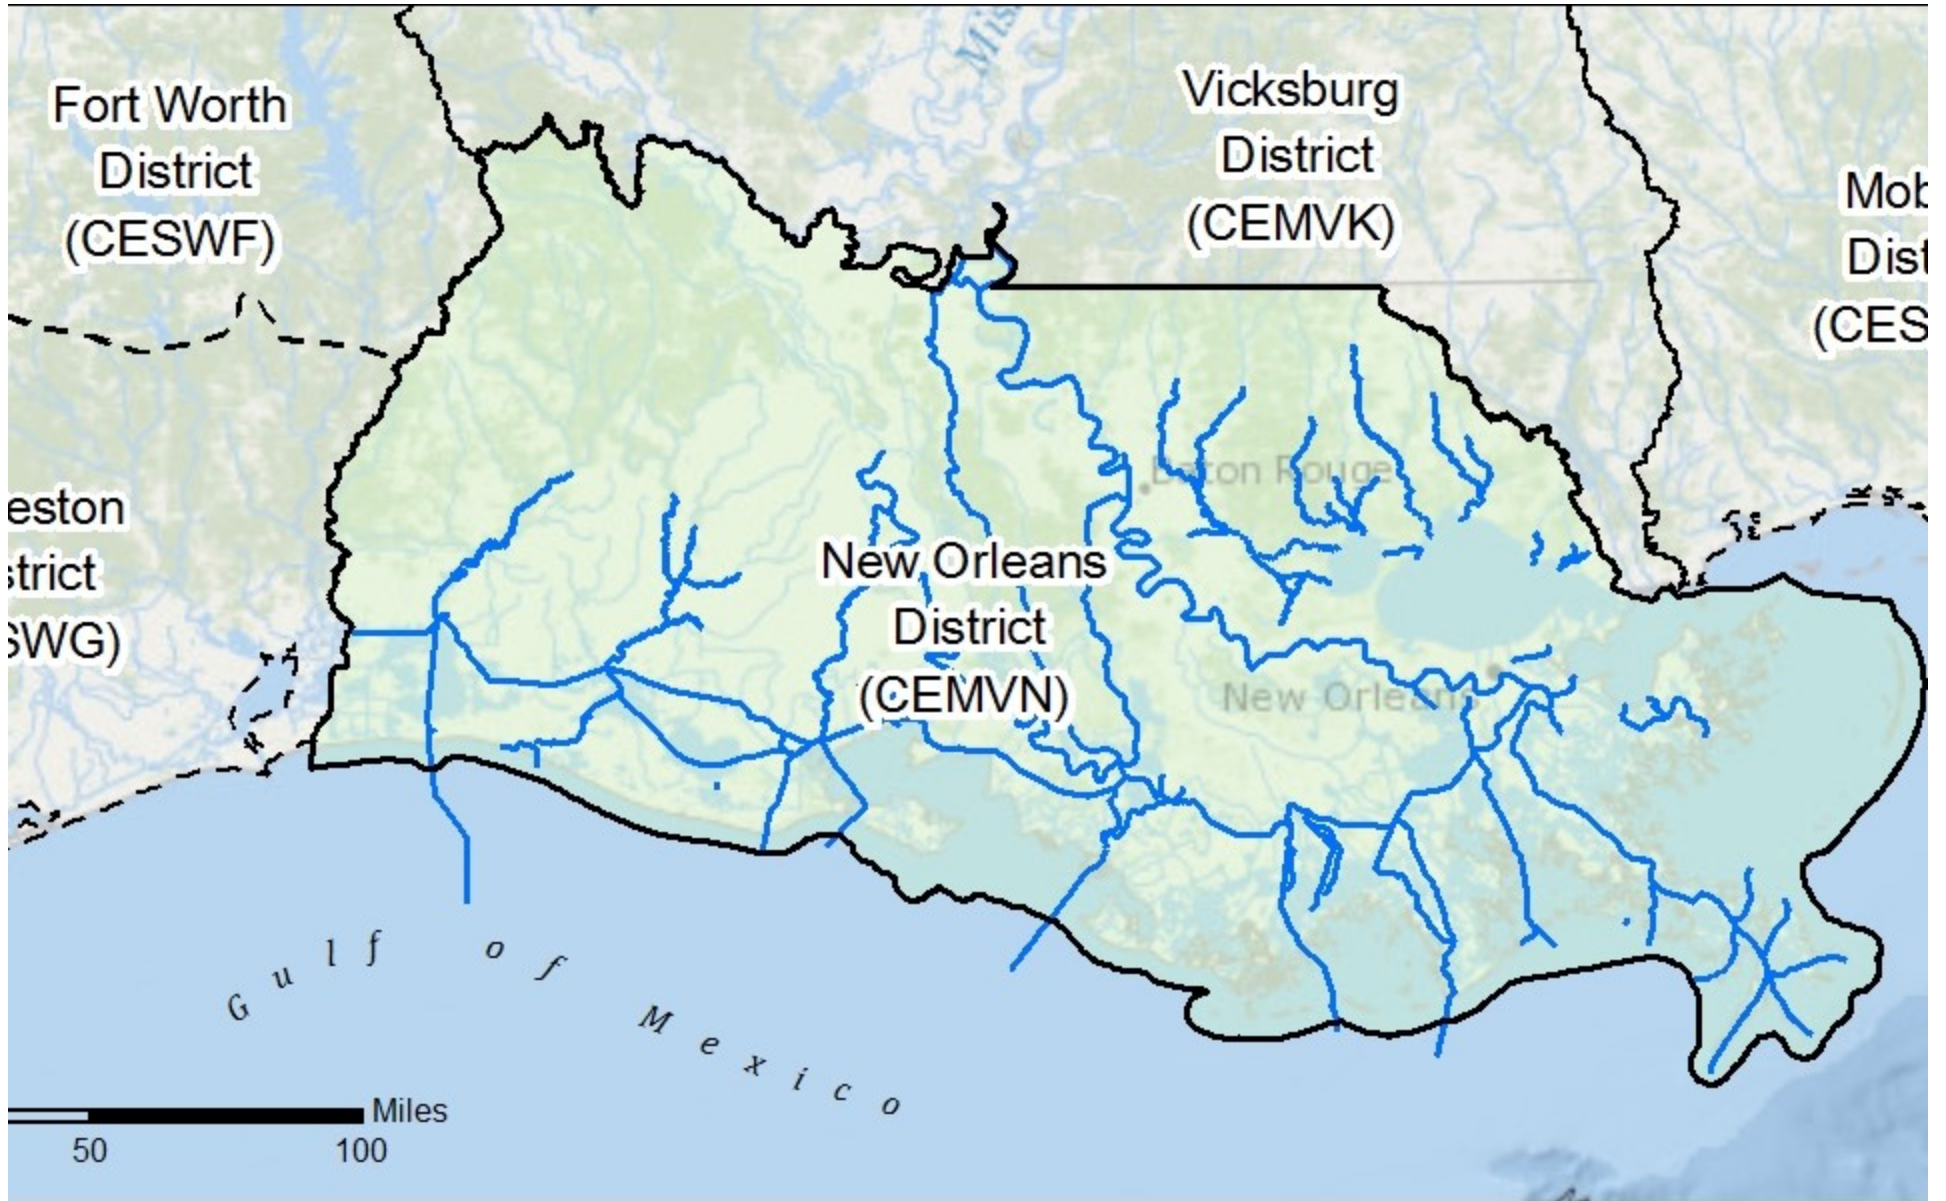 Mis
Fort Worth
District
(CESWF)
Vicksburg
District
(CEMVK)
Mob
Dist
(CES
Baton Rouge
eston
strict
SWG)
New Orleans
District
(CEMVN)
New Orleans
Gulf of Mexico
Miles
50 100